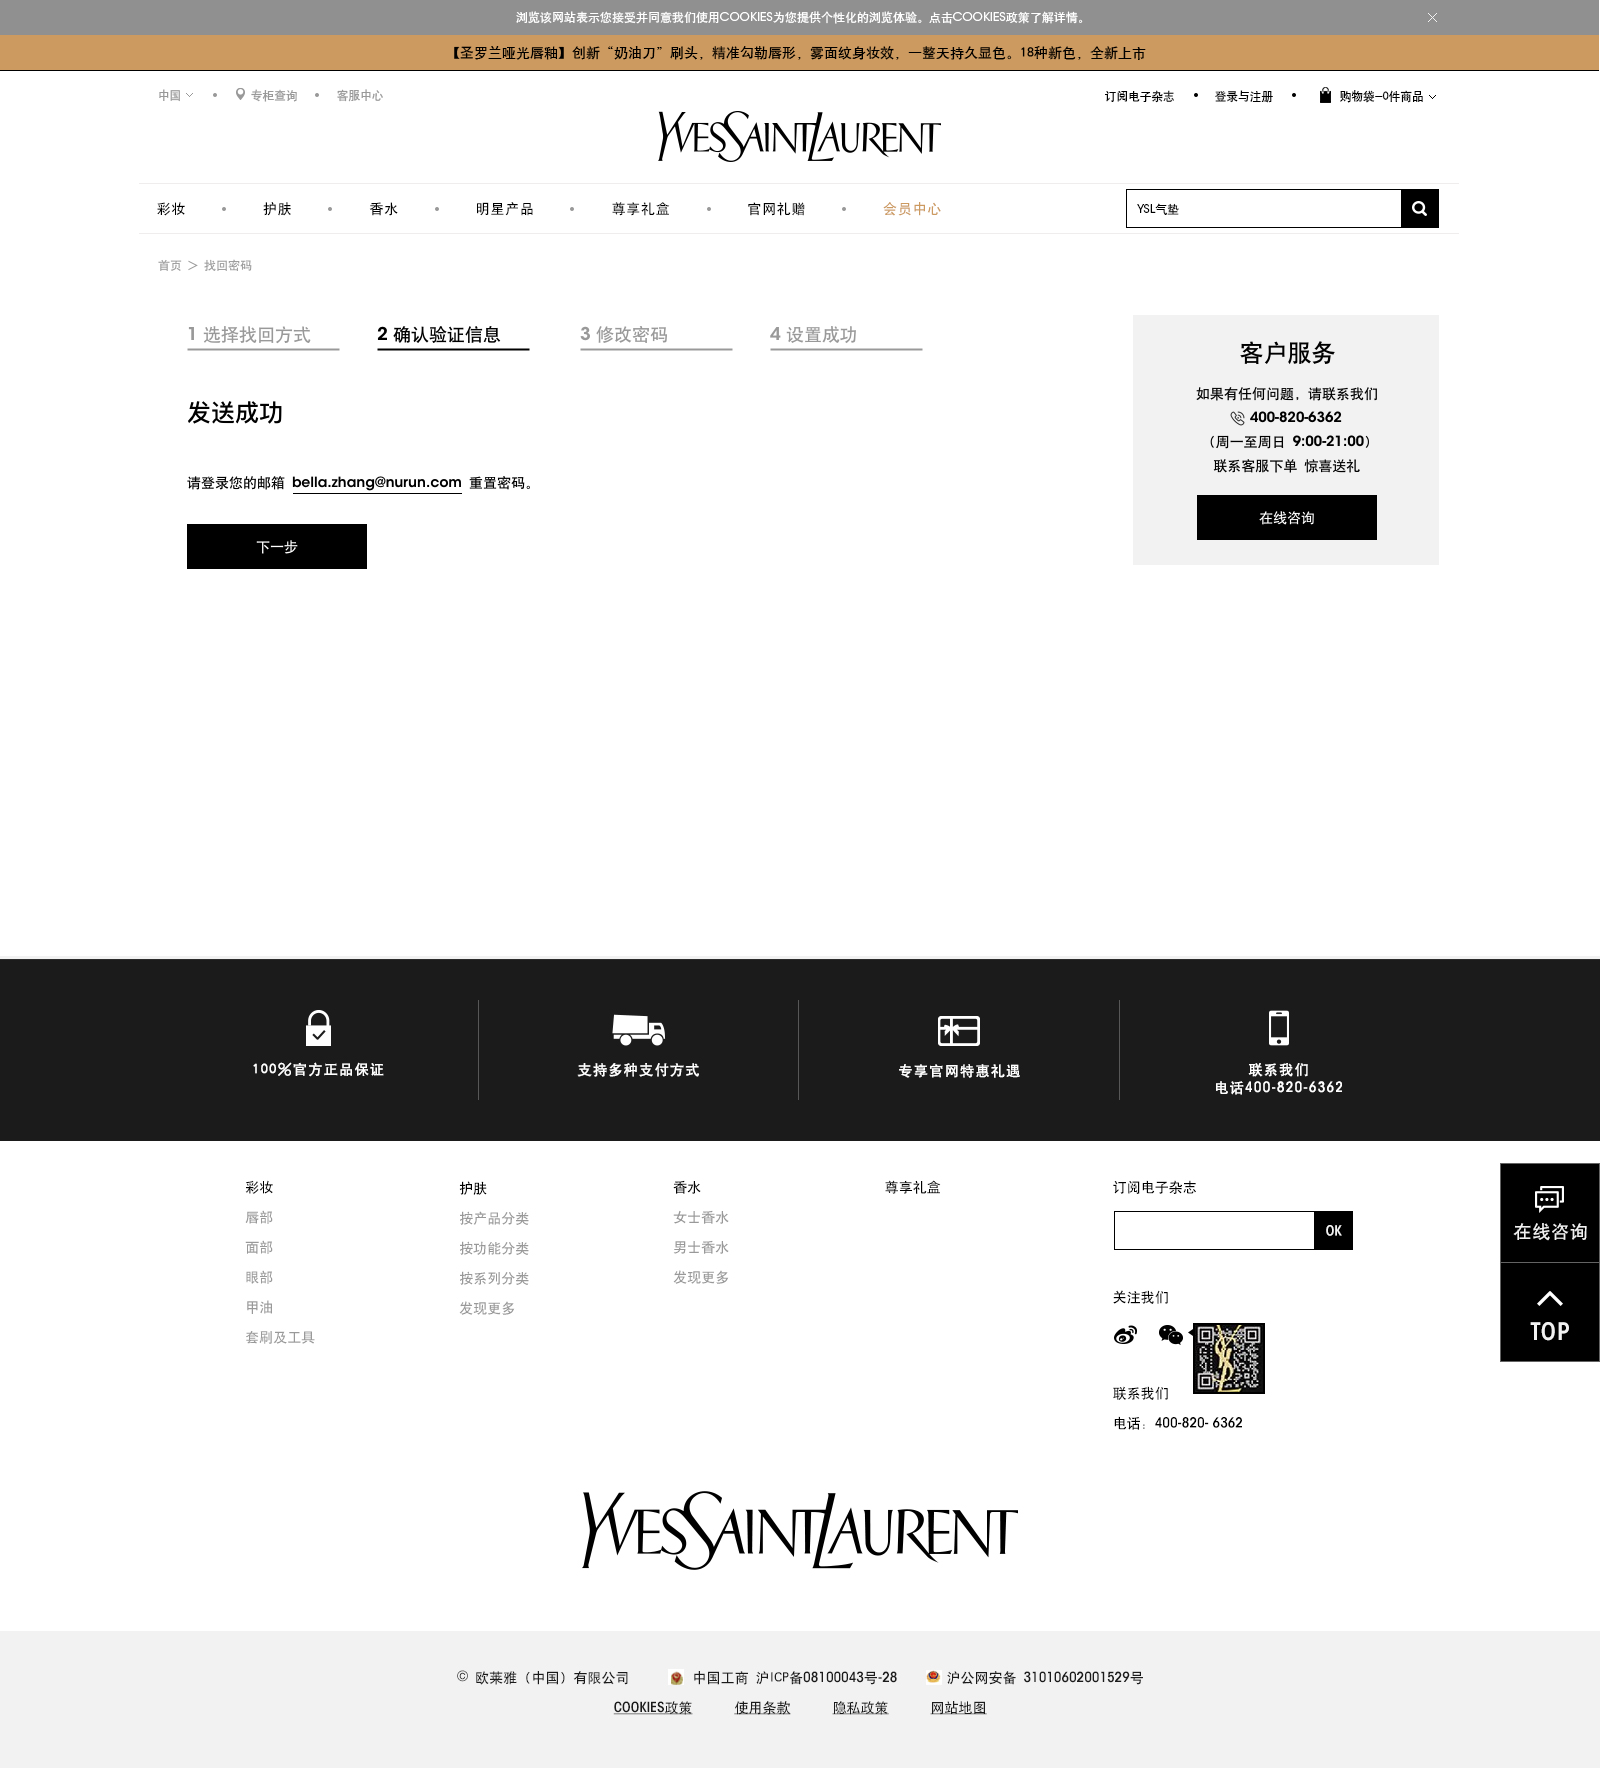 浏览该网站表示您接受并同意我们使用COOKIES为您提供个性化的浏览体验。点击COOKIES政策了解详情。
【圣罗兰哑光唇釉】创新“奶油刀”刷头，精准勾勒唇形，雾面纹身妆效，一整天持久显色。18种新色，全新上市
中国 • 专柜查询 • 客服中心
订阅电子杂志 • 登录与注册 • 购物袋—0件商品
YVESSAINTLAURENT
彩妆 • 护肤 • 香水 • 明星产品 • 尊享礼盒 • 官网礼赠 • 会员中心
YSL气垫
首页 > 找回密码
1 选择找回方式
2 确认验证信息
3 修改密码
4 设置成功
发送成功
请登录您的邮箱 bella.zhang@nurun.com 重置密码。
下一步
客户服务
如果有任何问题，请联系我们
400-820-6362
（周一至周日 9:00-21:00）
联系客服下单 惊喜送礼
在线咨询
100%官方正品保证
支持多种支付方式
专享官网特惠礼遇
联系我们
电话400-820-6362
彩妆
唇部
面部
眼部
甲油
套刷及工具
护肤
按产品分类
按功能分类
按系列分类
发现更多
香水
女士香水
男士香水
发现更多
尊享礼盒
订阅电子杂志
OK
关注我们
联系我们
电话：400-820- 6362
在线咨询
TOP
YVESSAINTLAURENT
© 欧莱雅（中国）有限公司 中国工商 沪ICP备08100043号-28 沪公网安备 31010602001529号
COOKIES政策 使用条款 隐私政策 网站地图